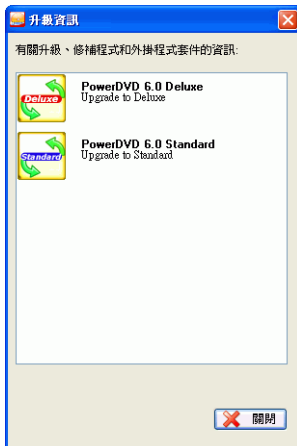 升級資訊
有關升級、修補程式和外掛程式套件的資訊:
Deluxe
PowerDVD 6.0 Deluxe
Upgrade to Deluxe
Standard
PowerDVD 6.0 Standard
Upgrade to Standard
關閉